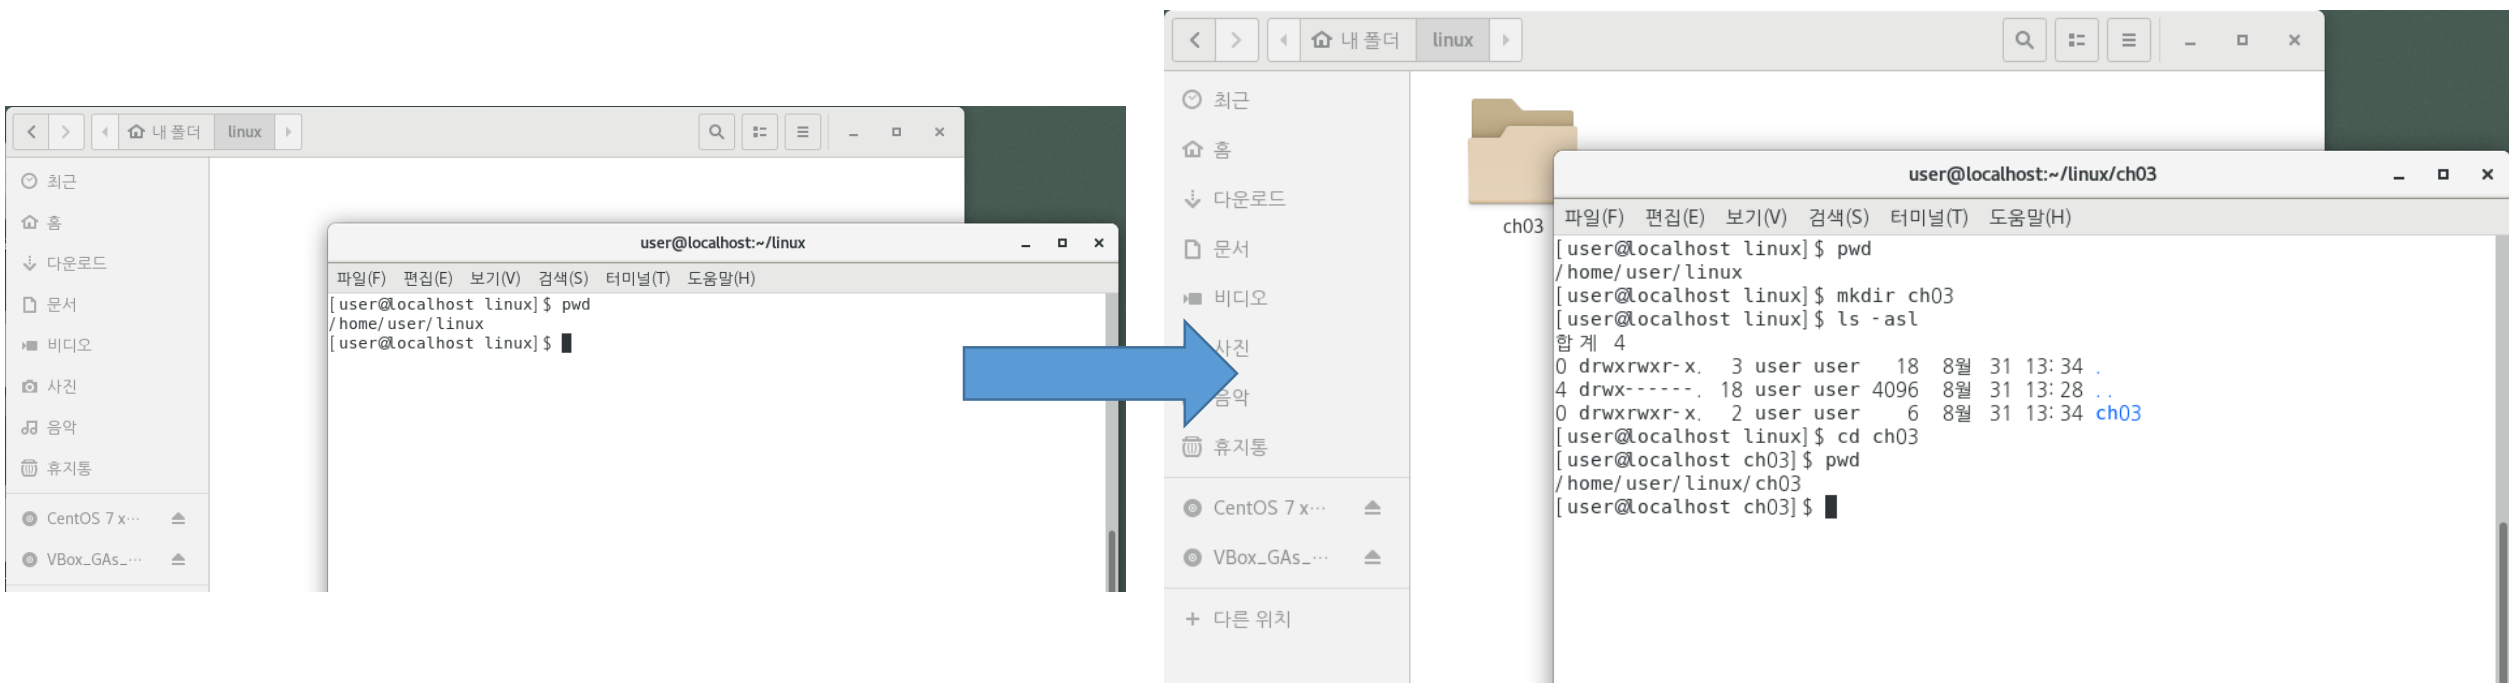 내 폴더 linux
최근
홈
다운로드
문서
비디오
사진
음악
휴지통
CentOS 7 x···
VBox_GAs_···
user@localhost:~/linux
파일(F) 편집(E) 보기(V) 검색(S) 터미널(T) 도움말(H)
[user@localhost linux]$ pwd
/home/user/linux
[user@localhost linux]$
내 폴더 linux
최근
홈
다운로드
문서
비디오
사진
음악
휴지통
CentOS 7 x···
VBox_GAs_···
+ 다른 위치
ch03
user@localhost:~/linux/ch03
파일(F) 편집(E) 보기(V) 검색(S) 터미널(T) 도움말(H)
[user@localhost linux]$ pwd
/home/user/linux
[user@localhost linux]$ mkdir ch03
[user@localhost linux]$ ls -asl
합계 4
0 drwxrwxr-x. 3 user user 18 8월 31 13:34 .
4 drwx------. 18 user user 4096 8월 31 13:28 ..
0 drwxrwxr-x. 2 user user 6 8월 31 13:34 ch03
[user@localhost linux]$ cd ch03
[user@localhost ch03]$ pwd
/home/user/linux/ch03
[user@localhost ch03]$